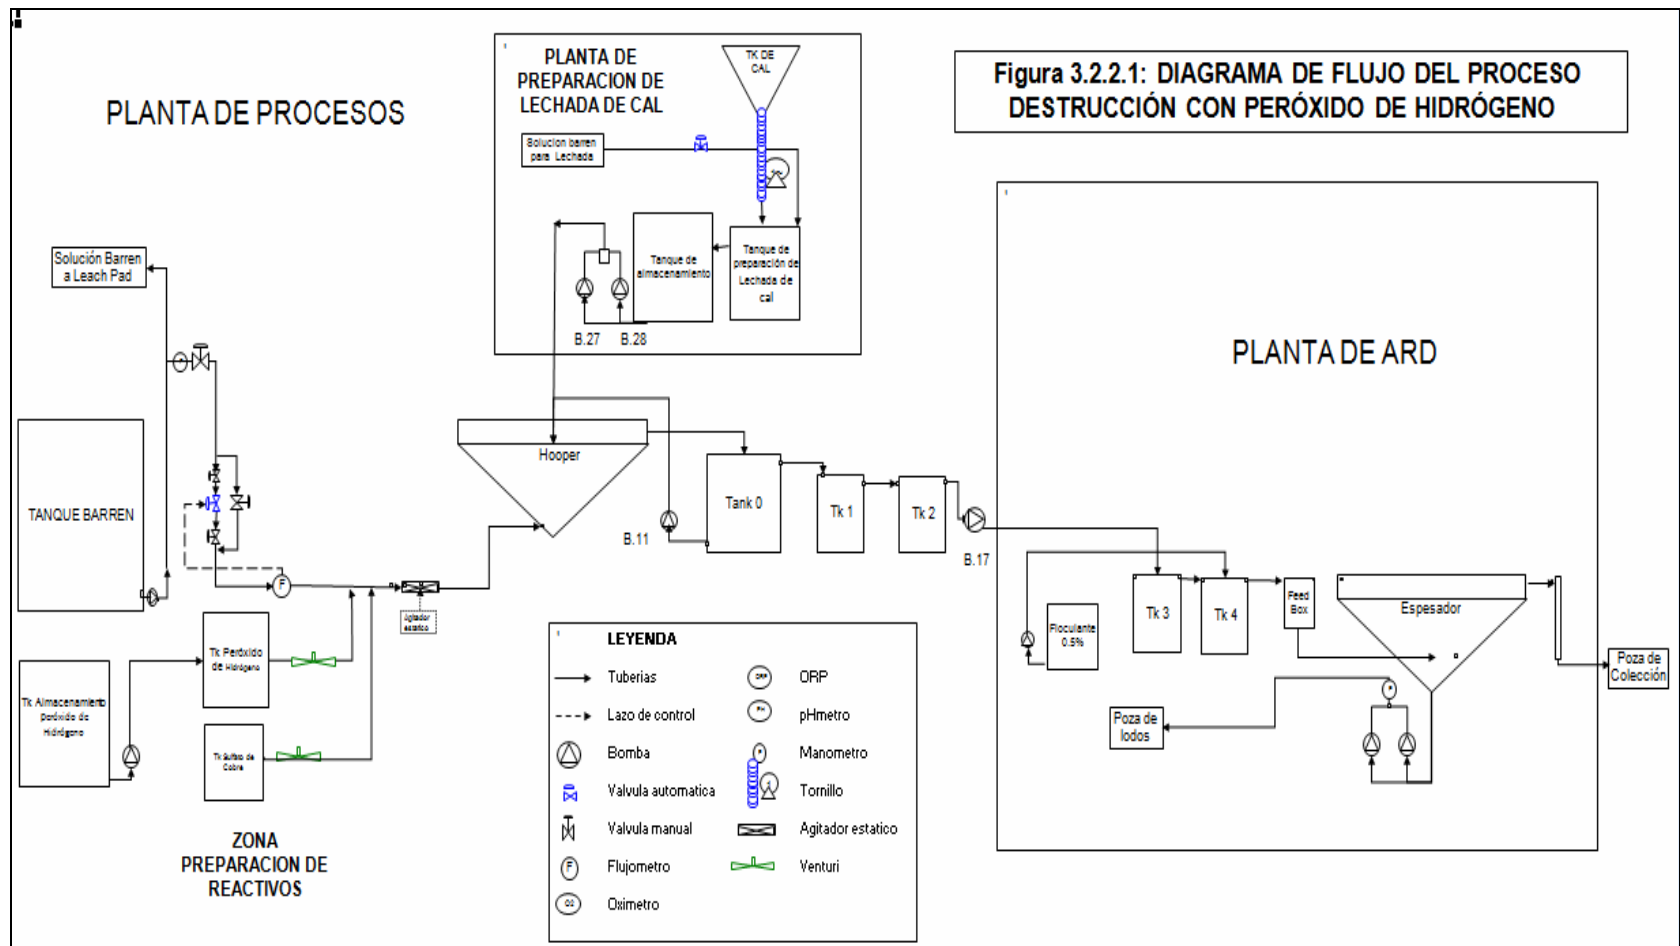 PLANTA DE PROCESOS
PLANTA DE
PREPARACION DE
LECHADA DE CAL
TK DE
CAL
Solucion barren
para Lechada
Tanque de
almacenamiento
Tanque de
preparación de
Lechada de
cal
B.27
B.28
Figura 3.2.2.1: DIAGRAMA DE FLUJO DEL PROCESO
DESTRUCCIÓN CON PERÓXIDO DE HIDRÓGENO
Solución Barren
a Leach Pad
TANQUE BARREN
F
Hooper
B.11
Tank 0
Tk 1
Tk 2
B.17
PLANTA DE ARD
Floculante
0.5%
Tk 3
Tk 4
Feed
Box
Espesador
Poza de
Colección
Poza de
lodos
P
Agitador
estatico
Tk Peróxido
de Hidrógeno
Tk Almacenamiento
peróxido de
Hidrógeno
Tk Sulfato de
Cobre
ZONA
PREPARACION DE
REACTIVOS
LEYENDA
Tuberias
Lazo de control
Bomba
Valvula automatica
Valvula manual
F
Flujometro
O2
Oximetro
ORP
ORP
PH
pHmetro
P
Manometro
Tornillo
Agitador estatico
Venturi